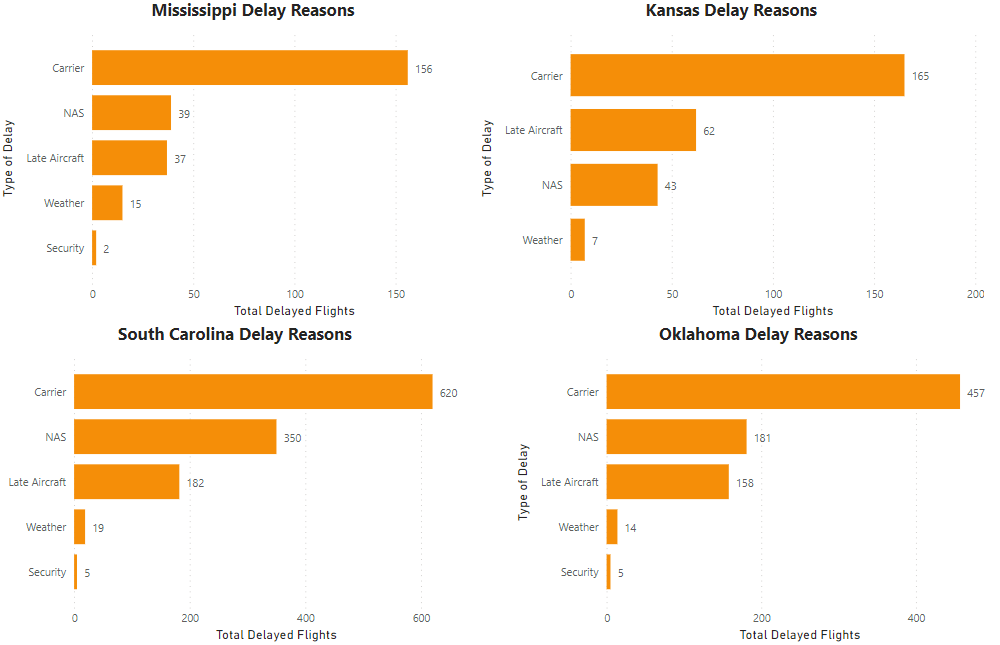 Mississippi Delay Reasons
Type of Delay
Carrier 156
NAS 39
Late Aircraft 37
Weather 15
Security 2
0 50 100 150
Total Delayed Flights
Kansas Delay Reasons
Type of Delay
Carrier 165
Late Aircraft 62
NAS 43
Weather 7
0 50 100 150 200
Total Delayed Flights
South Carolina Delay Reasons
Carrier 620
NAS 350
Late Aircraft 182
Weather 19
Security 5
0 200 400 600
Total Delayed Flights
Oklahoma Delay Reasons
Type of Delay
Carrier 457
NAS 181
Late Aircraft 158
Weather 14
Security 5
0 200 400
Total Delayed Flights